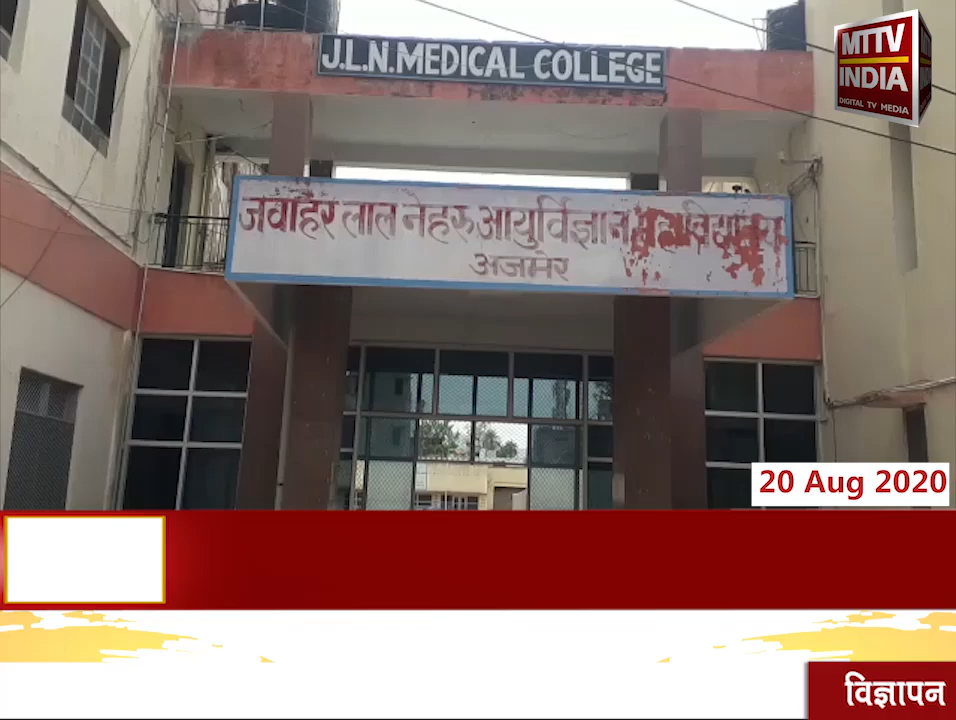 J.L.N.MEDICAL COLLEGE
MTTV
INDIA
DIGITAL TV MEDIA
जवाहर लाल नेहरु आयुर्विज्ञान
अजमेर
20 Aug 2020
विज्ञापन